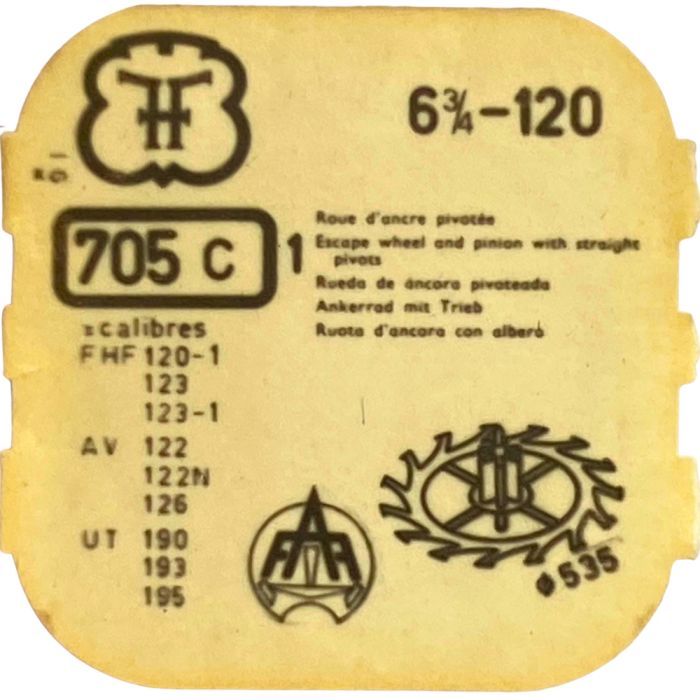 6¾-120
705 C
1
Roue d'ancre pivotée
Escape wheel and pinion with straight
pivots
Rueda de áncora pivoteada
Ankerrad mit Trieb
Ruota d'ancora con alberó
= calibres
FHF 120-1
123
123-1
AV 122
122N
126
UT 190
193
195
ø 535